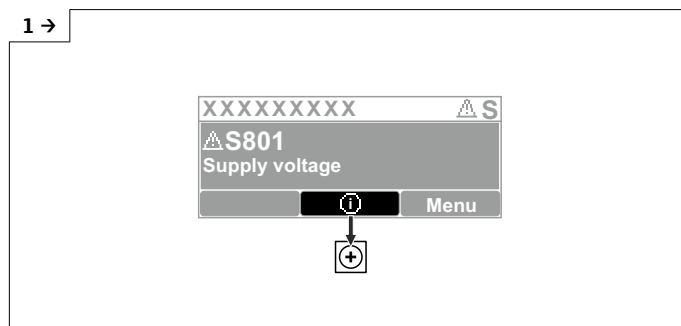 1 →
XXXXXXXXX ⚠ S
⚠S801
Supply voltage
ⓘ Menu
+